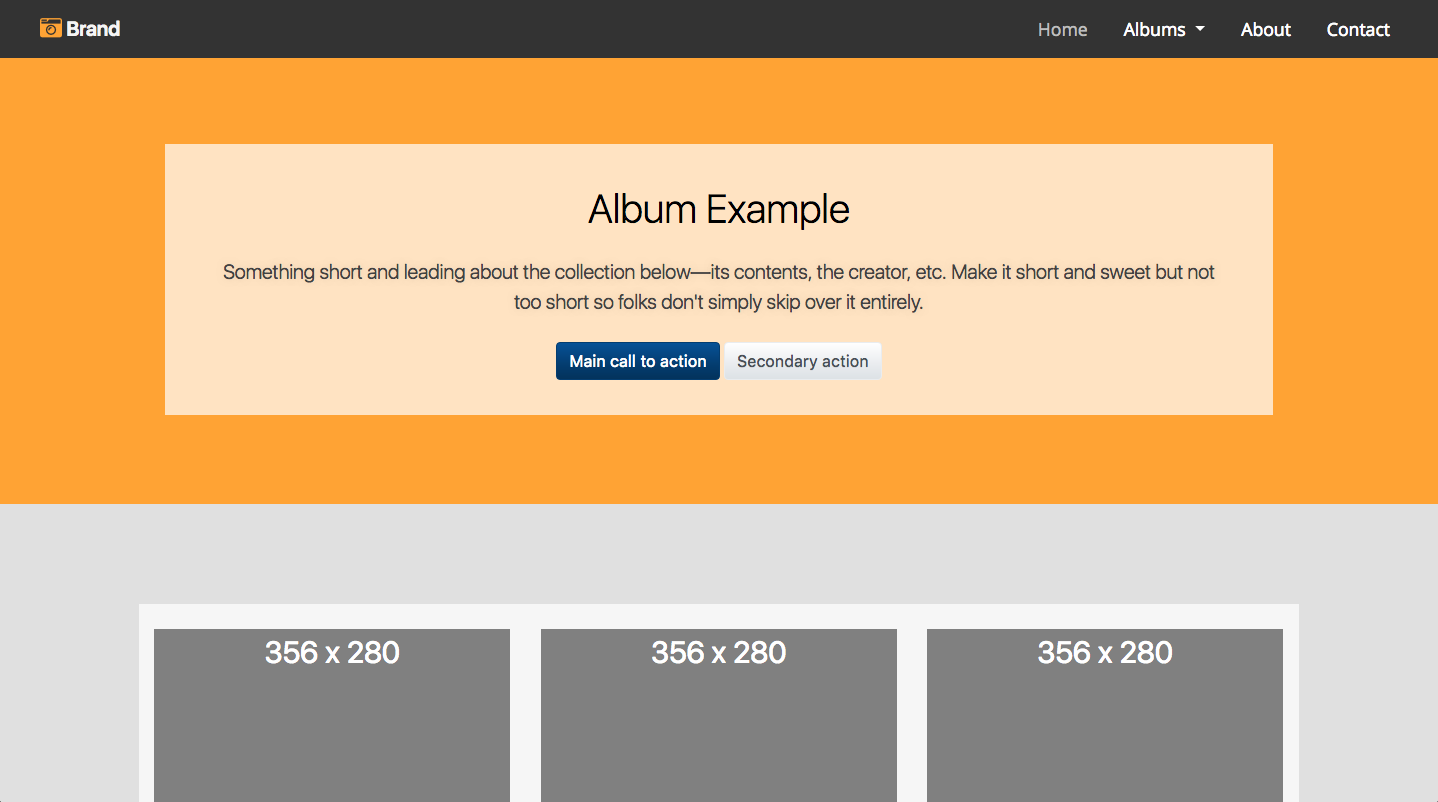 Brand
Home Albums About Contact
Album Example
Something short and leading about the collection below—its contents, the creator, etc. Make it short and sweet but not
too short so folks don't simply skip over it entirely.
Main call to action Secondary action
356 x 280 356 x 280 356 x 280